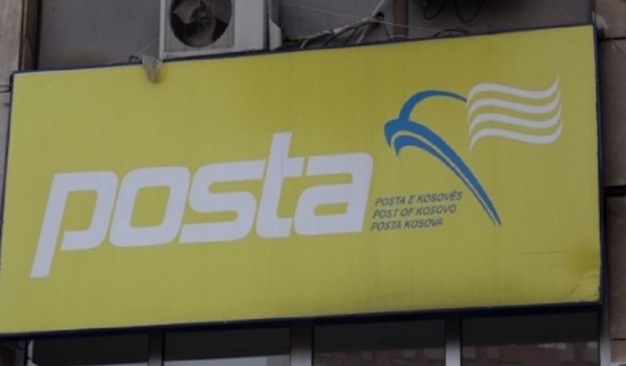 posta
POSTA E KOSOVËS
POST OF KOSOVO
POSTA KOSOVA